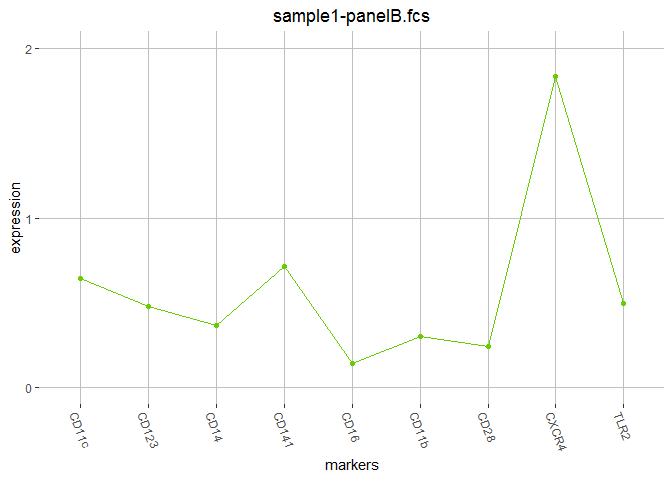 sample1-panelB.fcs
expression
2
1
0
CD11c
CD123
CD14
CD141
CD16
CD11b
CD28
CXCR4
TLR2
markers